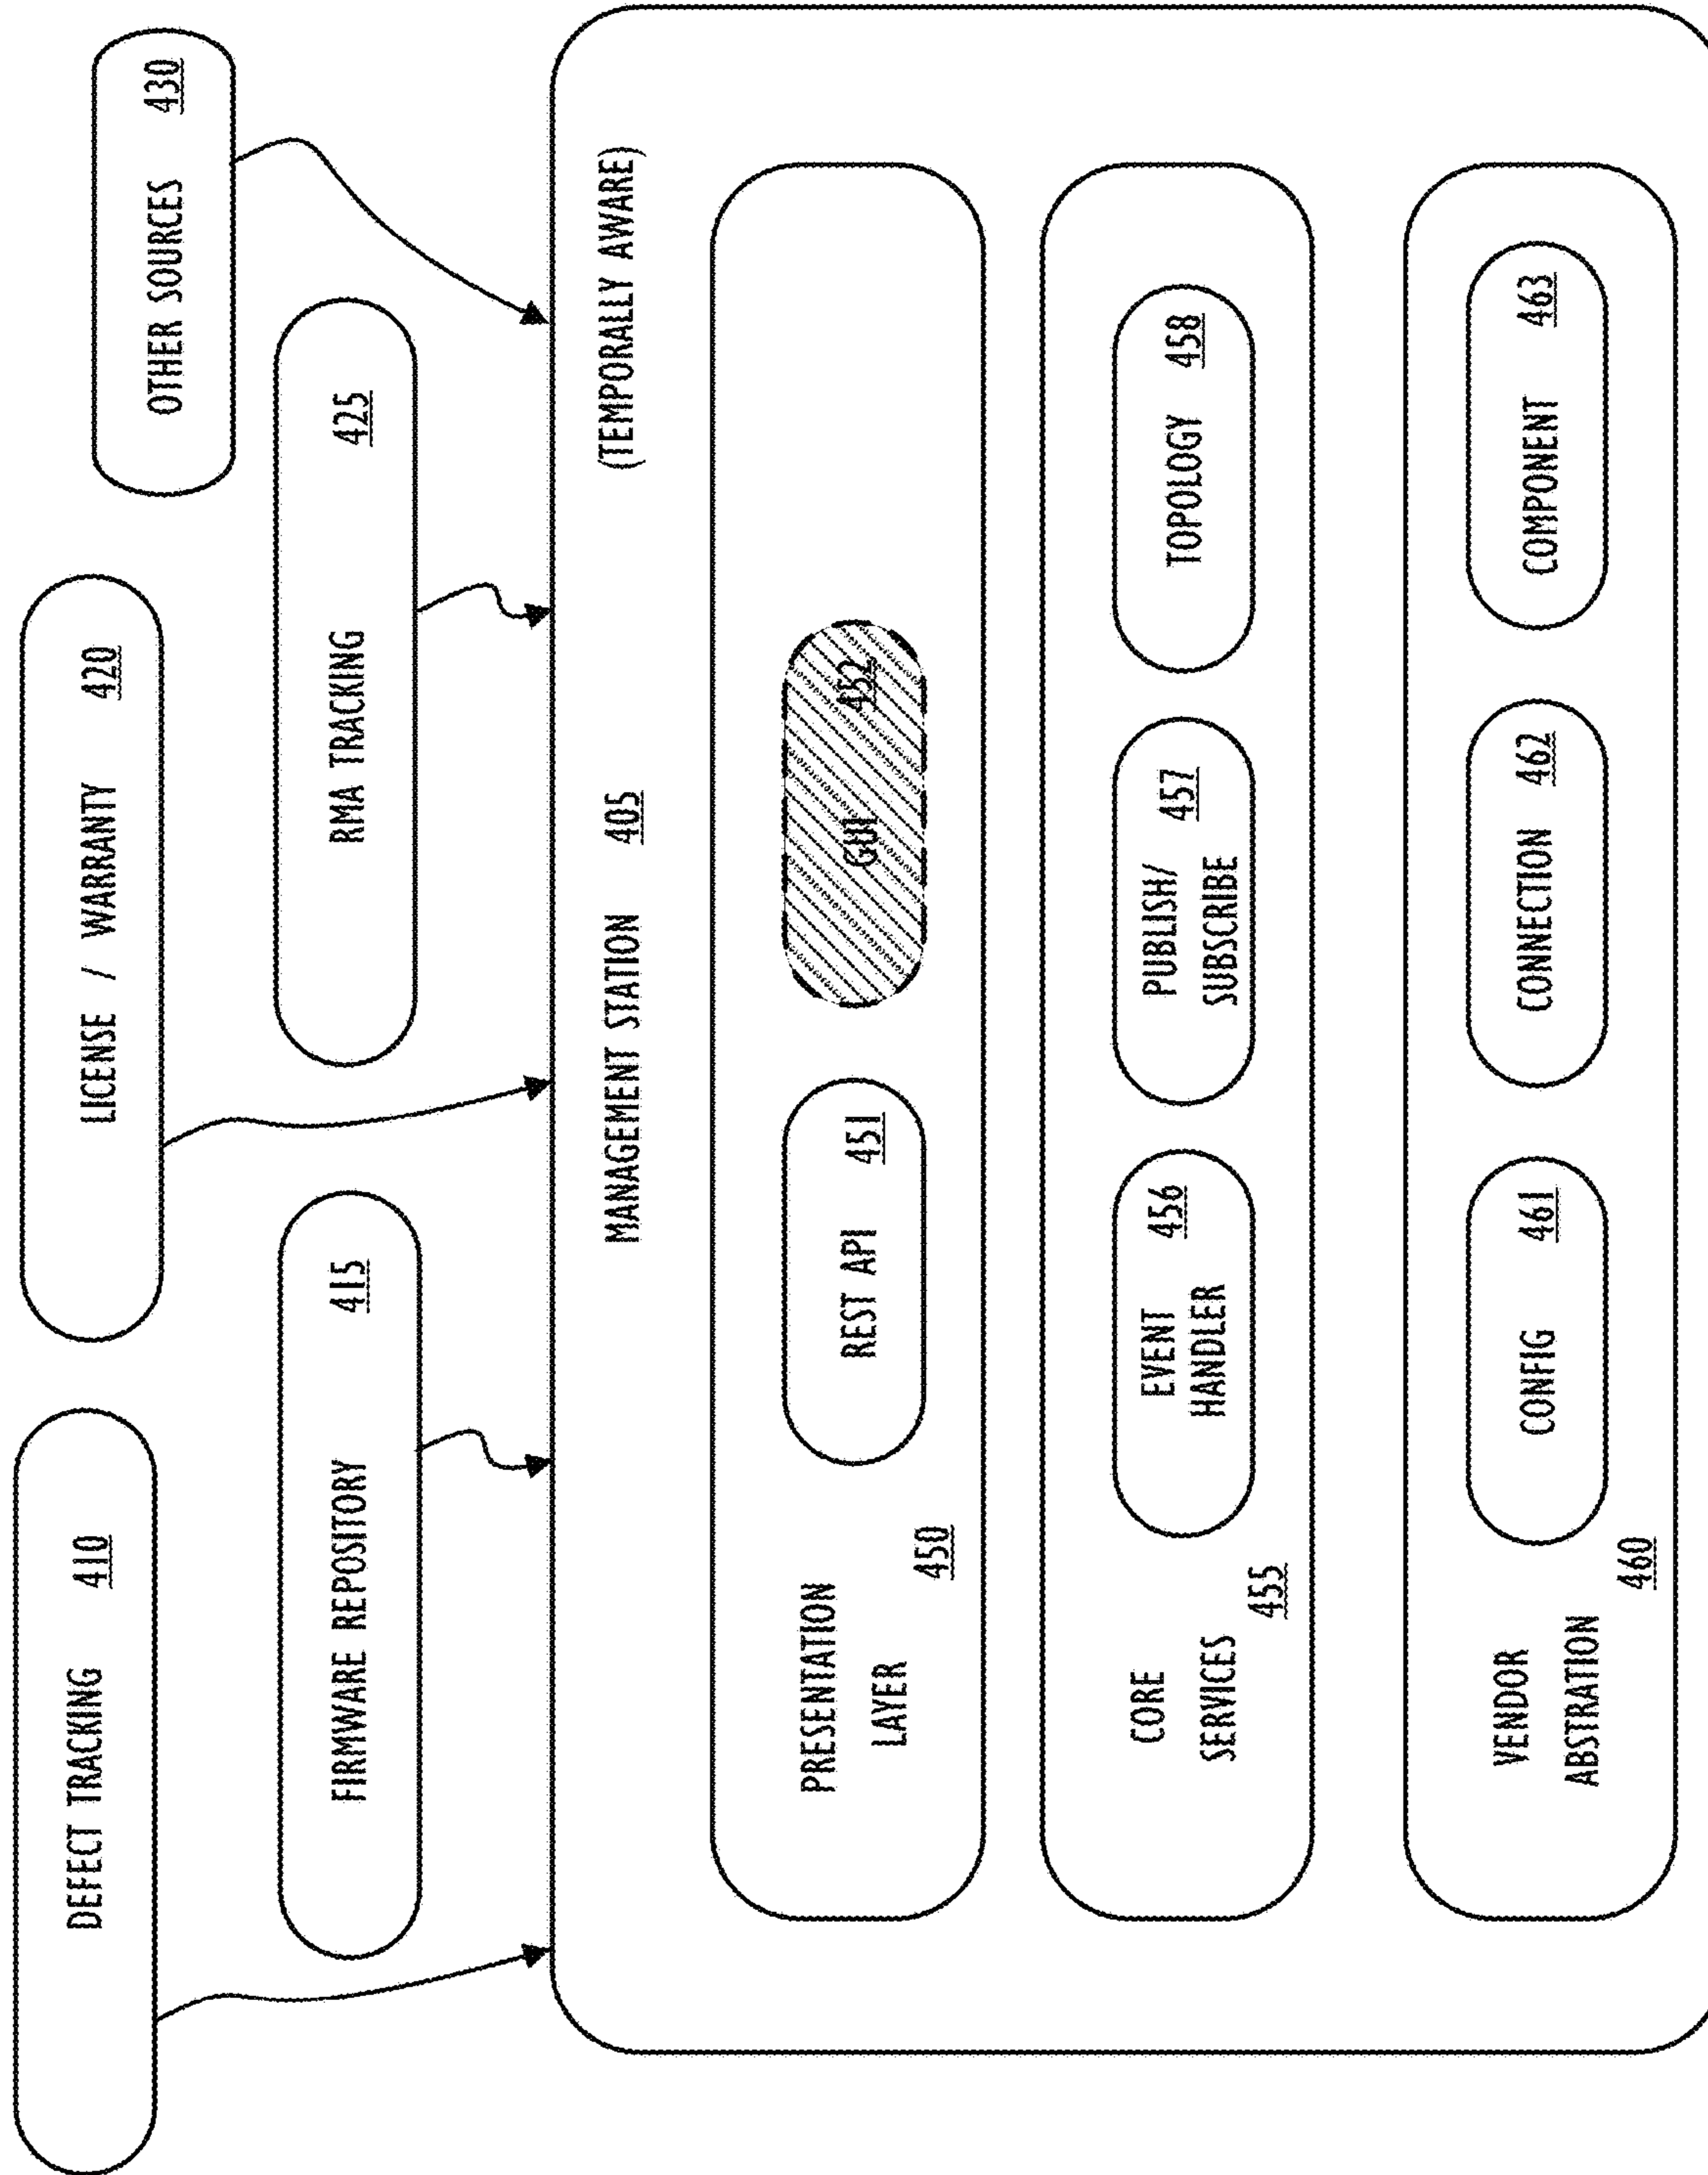 DEFECT TRACKING 410
LICENSE / WARRANTY 420
OTHER SOURCES 430
FIRMWARE REPOSITORY 415
RMA TRACKING 425
MANAGEMENT STATION 405
(TEMPORALLY AWARE)
PRESENTATION
LAYER
450
REST API 451
GUI 452
CORE
SERVICES
455
EVENT
HANDLER
456
PUBLISH/
SUBSCRIBE
457
TOPOLOGY 458
VENDOR
ABSTRATION
460
CONFIG 461
CONNECTION 462
COMPONENT 463